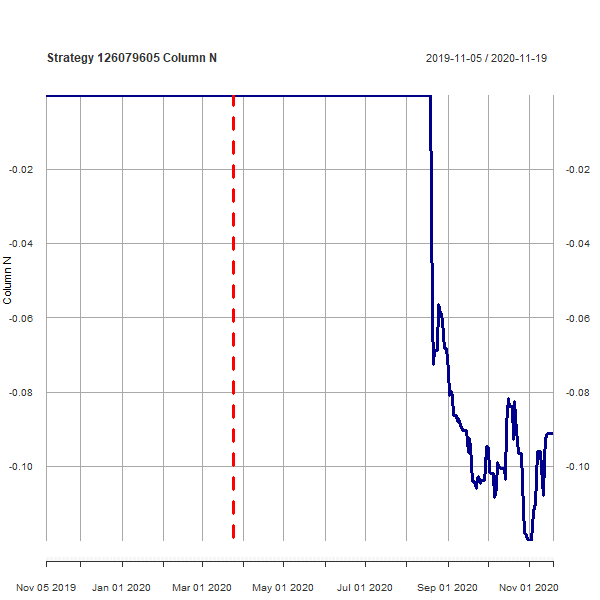 Strategy 126079605 Column N
2019-11-05 / 2020-11-19
-0.02
-0.02
-0.04
-0.04
-0.06
-0.06
-0.08
-0.08
-0.10
-0.10
Column N
Nov 05 2019
Jan 01 2020
Mar 01 2020
May 01 2020
Jul 01 2020
Sep 01 2020
Nov 01 2020